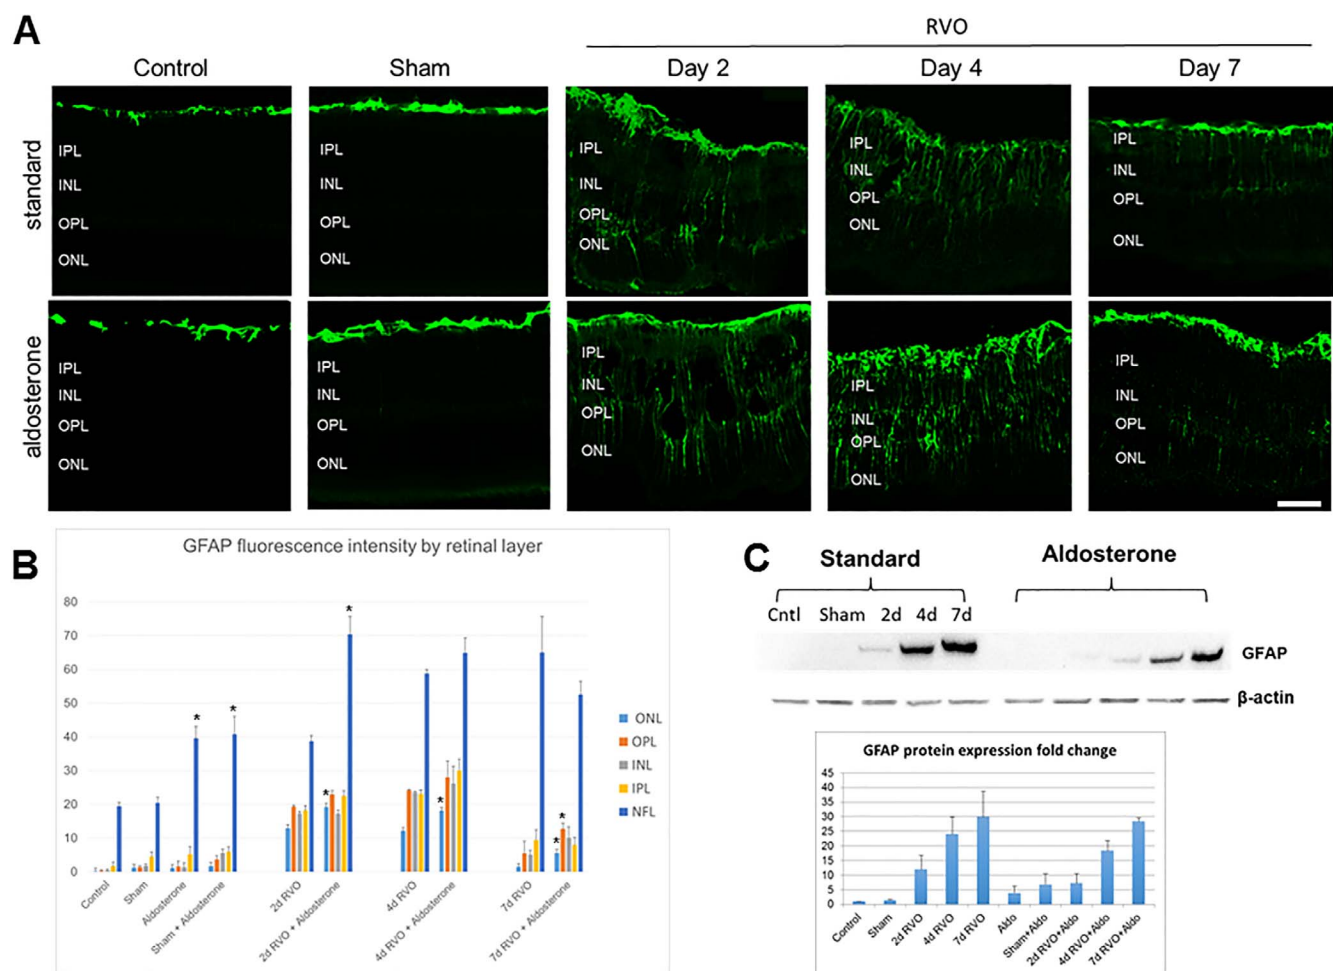 A
RVO
Control Sham Day 2 Day 4 Day 7
standard
IPL IPL IPL IPL IPL
INL INL INL INL INL
OPL OPL OPL OPL OPL
ONL ONL ONL ONL ONL
aldosterone
IPL IPL IPL IPL IPL
INL INL INL INL INL
OPL OPL OPL OPL OPL
ONL ONL ONL ONL ONL
B
GFAP fluorescence intensity by retinal layer
80
70
60
50
40
30
20
10
0
* * * * * * *
Control
Sham
Aldosterone
Sham + Aldosterone
2d RVO
2d RVO + Aldosterone
4d RVO
4d RVO + Aldosterone
7d RVO
7d RVO + Aldosterone
ONL
OPL
INL
IPL
NFL
C
Standard Aldosterone
Cntl Sham 2d 4d 7d
GFAP
β-actin
GFAP protein expression fold change
45
40
35
30
25
20
15
10
5
0
Control
Sham
2d RVO
4d RVO
7d RVO
Aldo
Sham+Aldo
2d RVO+Aldo
4d RVO+Aldo
7d RVO+Aldo